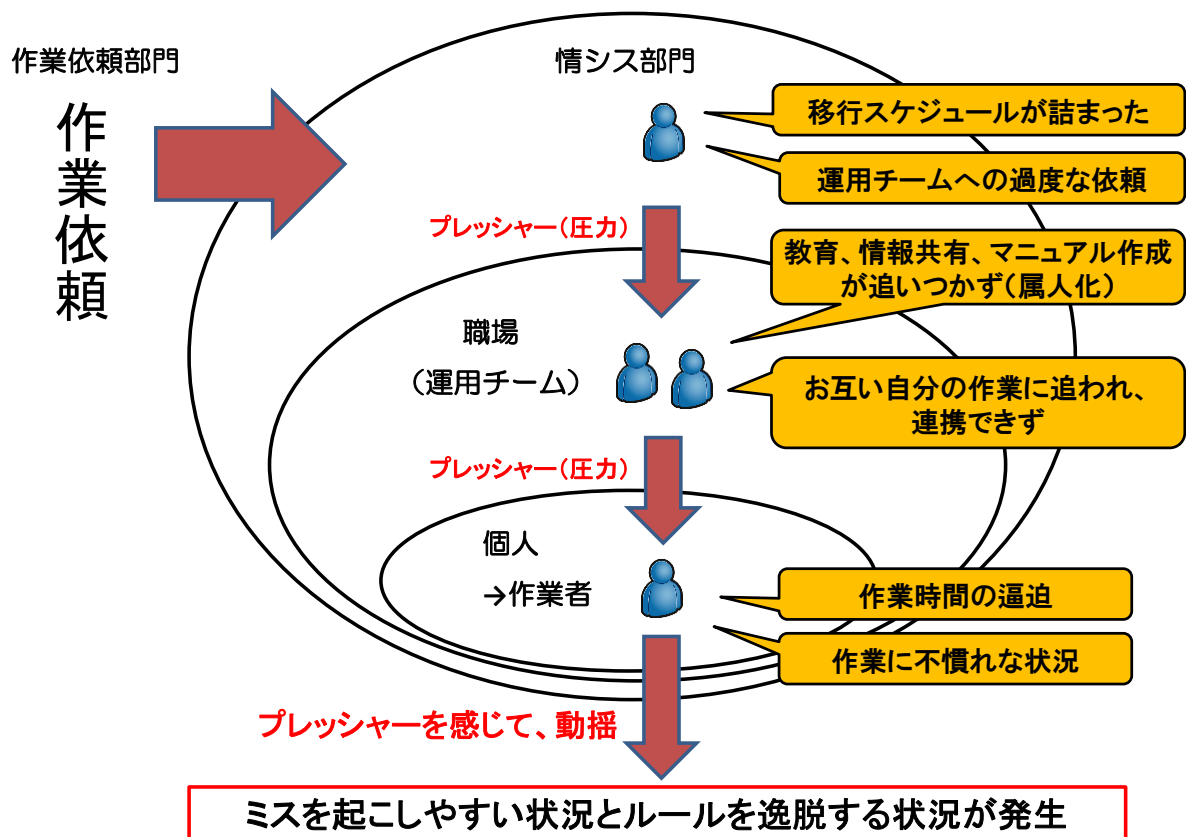 作業依頼部門
作業依頼
情シス部門
移行スケジュールが詰まった
運用チームへの過度な依頼
プレッシャー(圧力)
教育、情報共有、マニュアル作成
が追いつかず(属人化)
職場
(運用チーム)
お互い自分の作業に追われ、
連携できず
プレッシャー(圧力)
個人
→作業者
作業時間の逼迫
作業に不慣れな状況
プレッシャーを感じて、動揺
ミスを起こしやすい状況とルールを逸脱する状況が発生